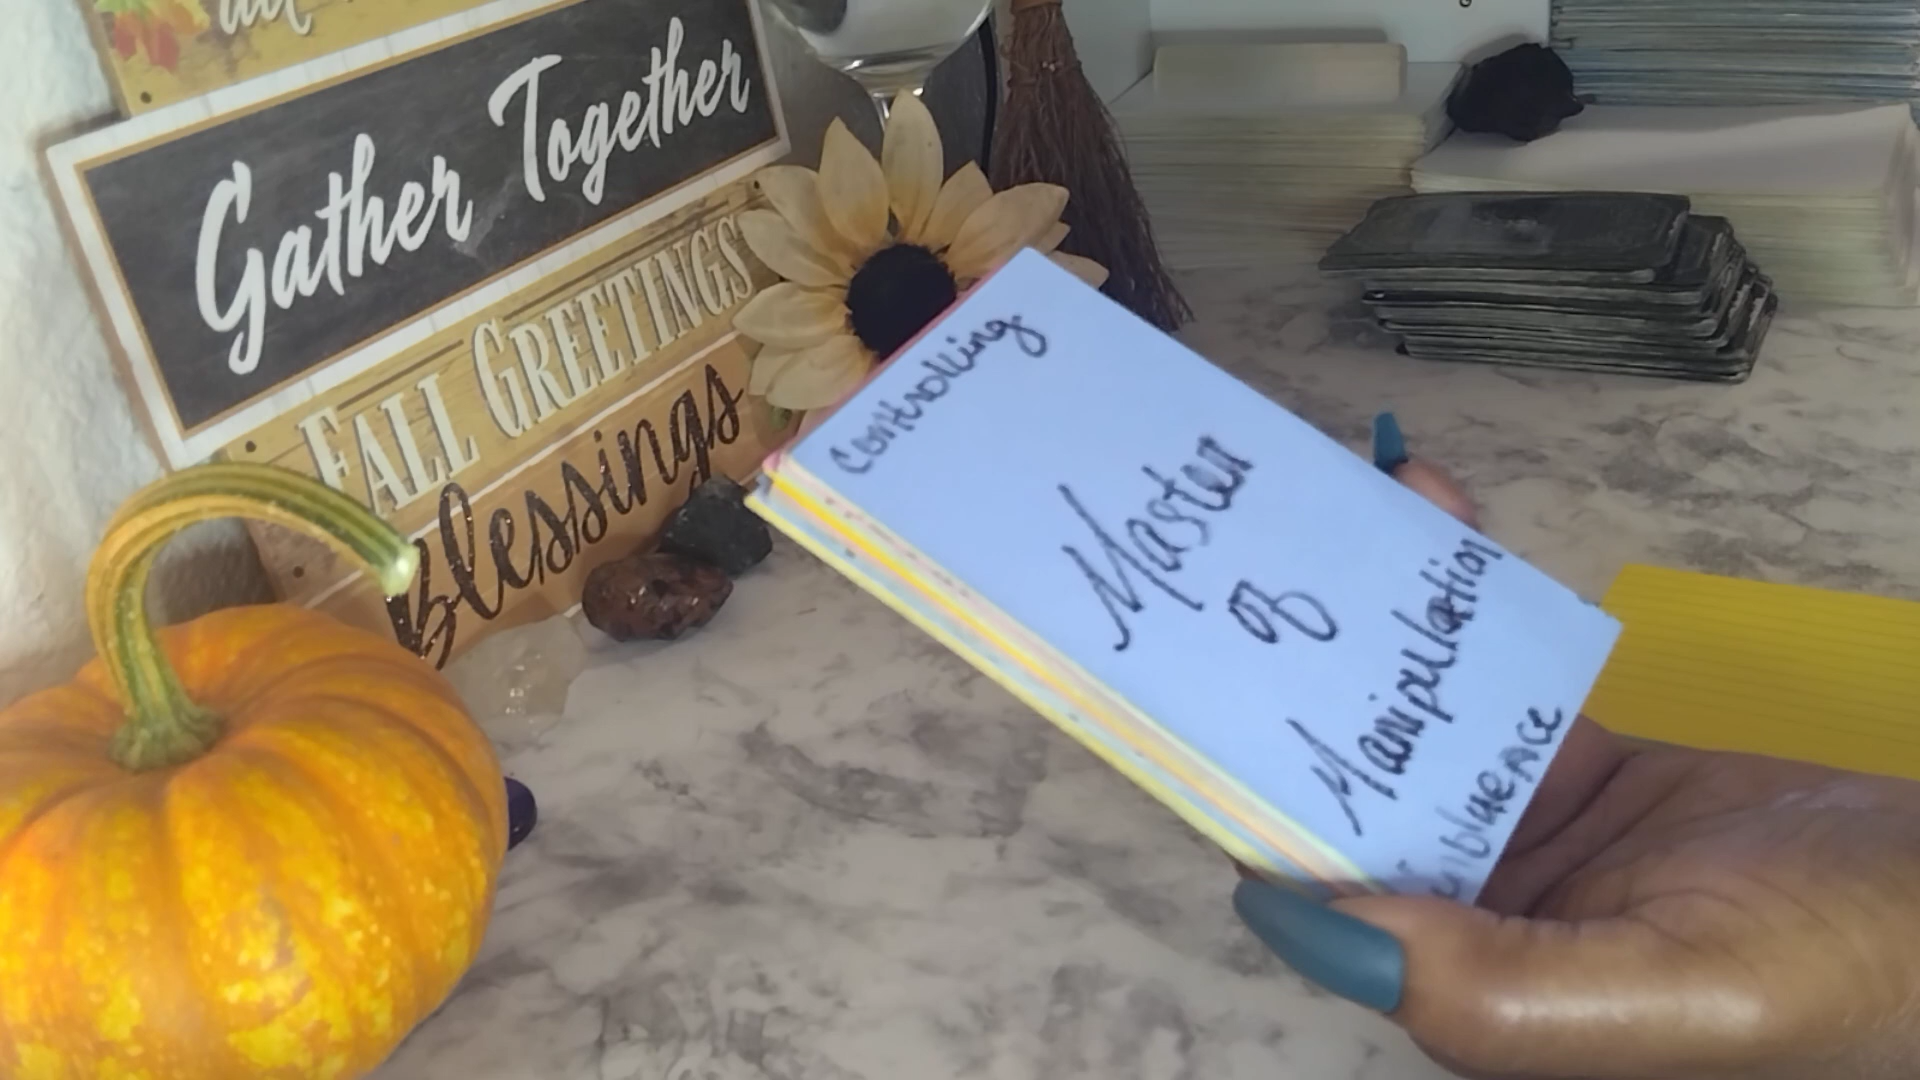 Gather Together
FALL GREETINGS
Blessings
Controlling
Master
of
Manipulation